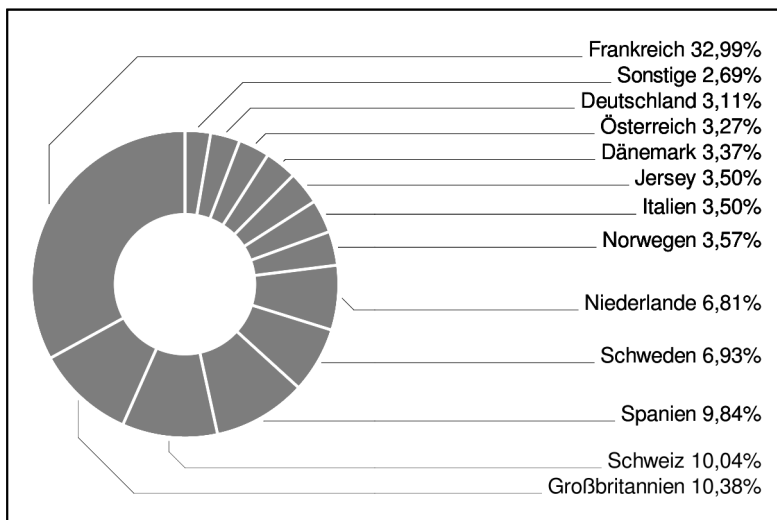 Frankreich 32,99%
Sonstige 2,69%
Deutschland 3,11%
Österreich 3,27%
Dänemark 3,37%
Jersey 3,50%
Italien 3,50%
Norwegen 3,57%
Niederlande 6,81%
Schweden 6,93%
Spanien 9,84%
Schweiz 10,04%
Großbritannien 10,38%